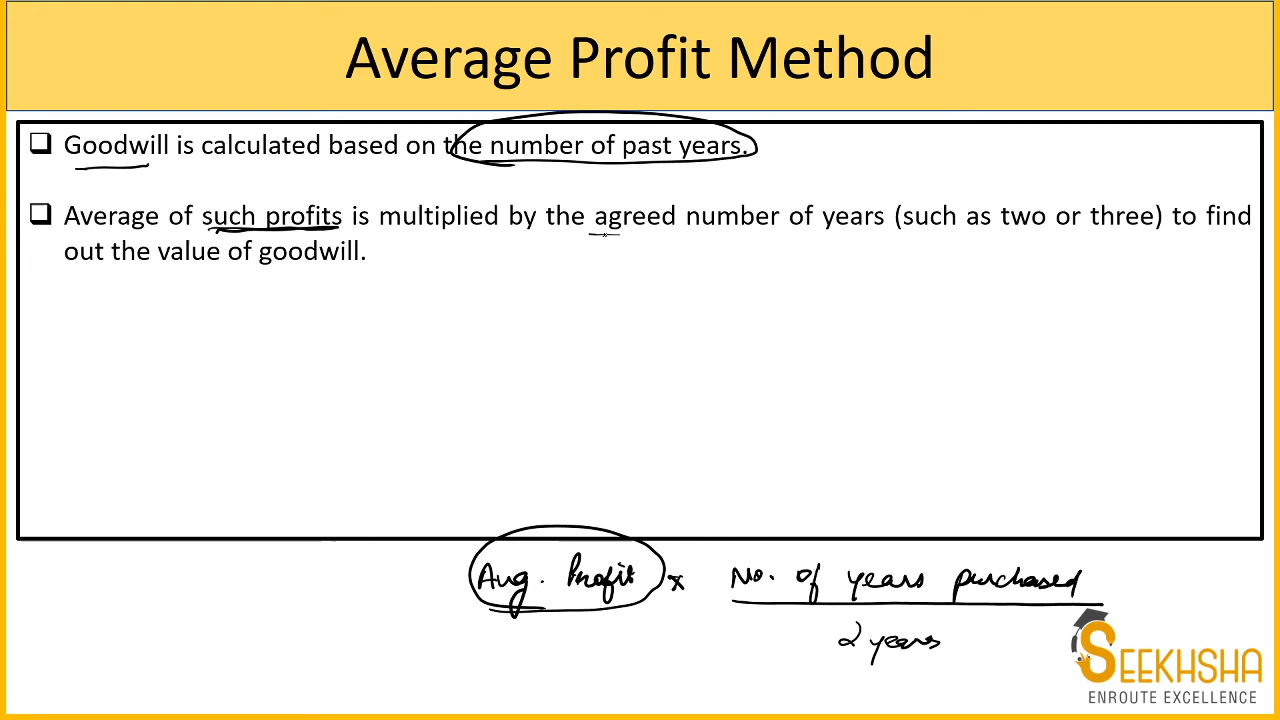 Average Profit Method
Goodwill is calculated based on the number of past years.
Average of such profits is multiplied by the agreed number of years (such as two or three) to find
out the value of goodwill.
Avg. Profit x No. of years purchased
2 years
SEEKHSHA
ENROUTE EXCELLENCE